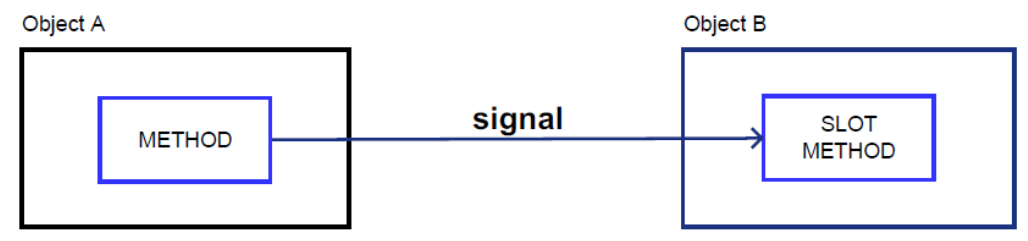 Object A
Object B
METHOD
signal
SLOT
METHOD